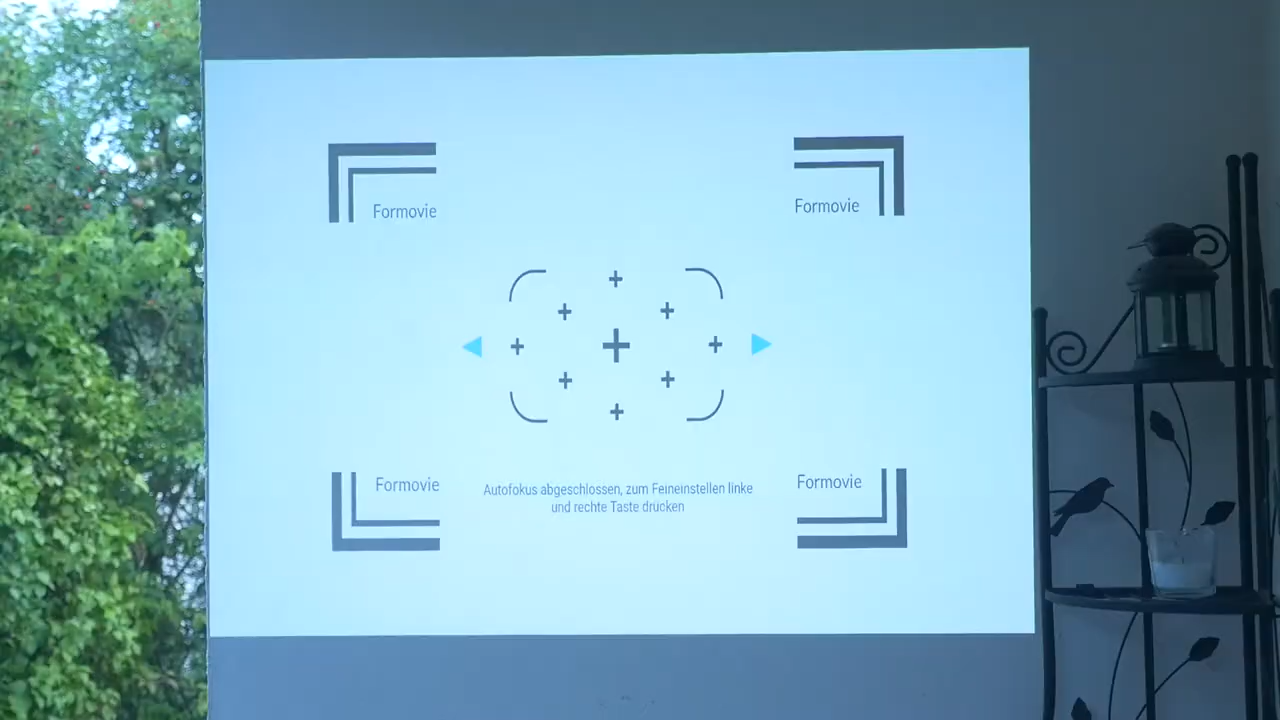 Formovie
Formovie
Formovie
Formovie
Autofokus abgeschlossen, zum Feineinstellen linke
und rechte Taste drücken